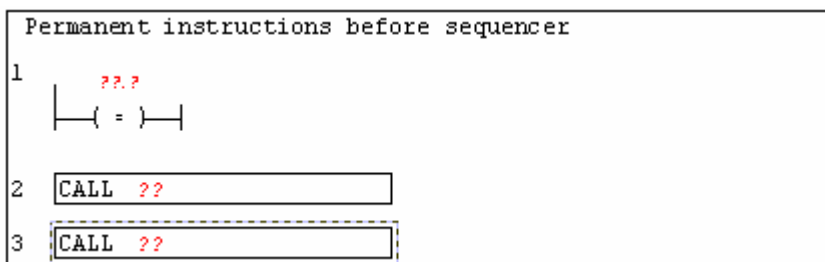 Permanent instructions before sequencer
1
??.?
( = )
2 CALL ??
3 CALL ??